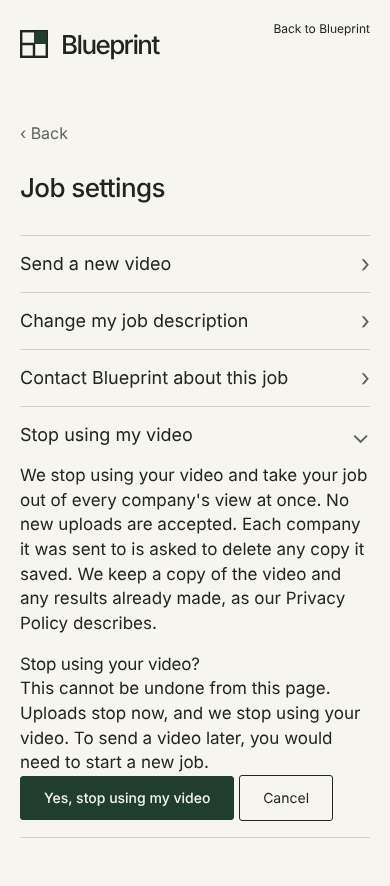 Blueprint
Back to Blueprint
‹ Back
Job settings
Send a new video
Change my job description
Contact Blueprint about this job
Stop using my video
We stop using your video and take your job
out of every company's view at once. No
new uploads are accepted. Each company
it was sent to is asked to delete any copy it
saved. We keep a copy of the video and
any results already made, as our Privacy
Policy describes.
Stop using your video?
This cannot be undone from this page.
Uploads stop now, and we stop using your
video. To send a video later, you would
need to start a new job.
Yes, stop using my video
Cancel